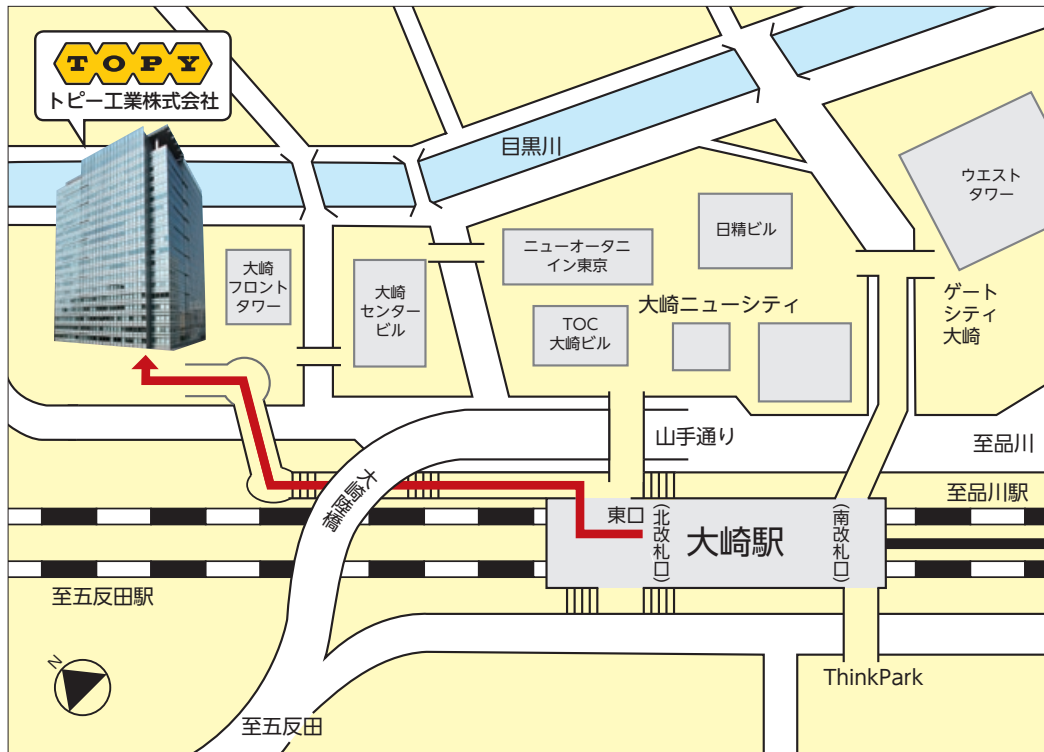 TOPY
トピー工業株式会社
目黒川
ウエスト
タワー
日精ビル
ニューオータニ
イン東京
大崎
フロント
タワー
大崎
センター
ビル
大崎ニューシティ
ゲート
シティ
大崎
TOC
大崎ビル
山手通り
至品川
大崎陸橋
至品川駅
東口
(北改札口)
大崎駅
(南改札口)
至五反田駅
N
ThinkPark
至五反田